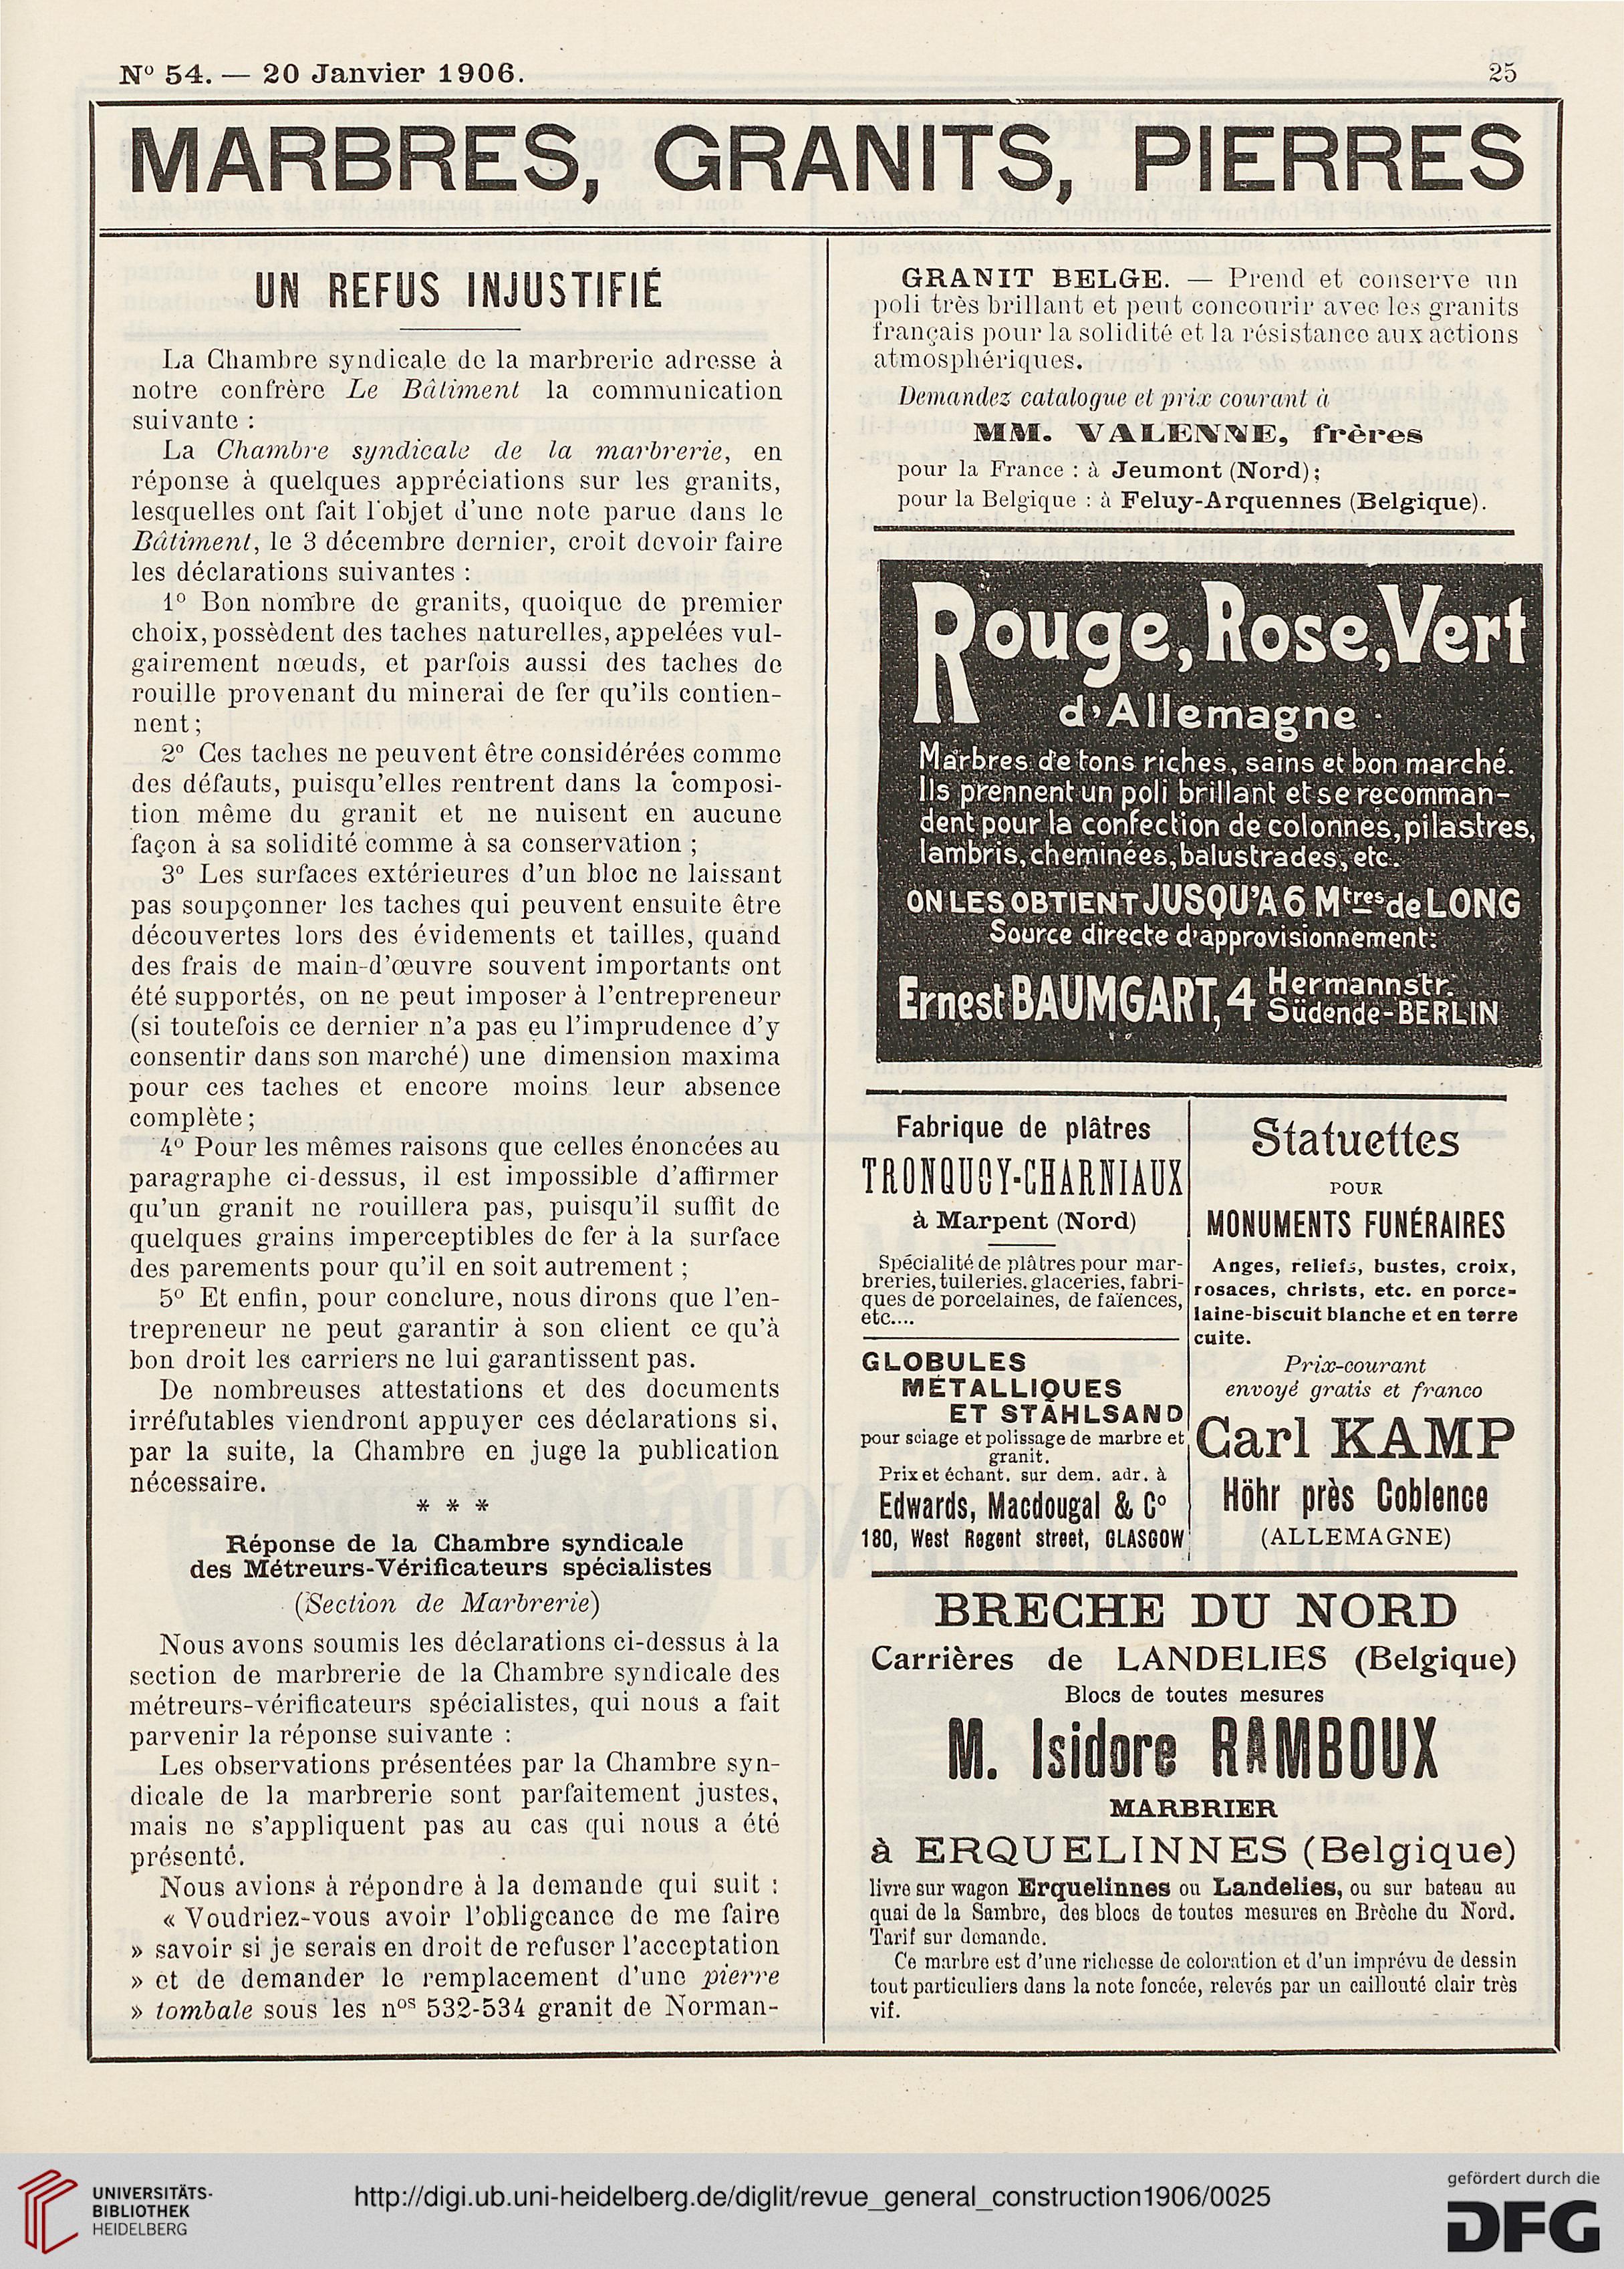 Nº 54. — 20 Janvier 1906.
25
MARBRES, GRANITS, PIERRES
UN REFUS INJUSTIFIÉ
La Chambre syndicale de la marbrerie adresse à
notre confrère Le Bâtiment la communication
suivante :
La Chambre syndicale de la marbrerie, en
réponse à quelques appréciations sur les granits,
lesquelles ont fait l'objet d'une note parue dans le
Bâtiment, le 3 décembre dernier, croit devoir faire
les déclarations suivantes :
1º Bon nombre de granits, quoique de premier
choix, possèdent des taches naturelles, appelées vul-
gairement nœuds, et parfois aussi des taches de
rouille provenant du minerai de fer qu'ils contien-
nent ;
2º Ces taches ne peuvent être considérées comme
des défauts, puisqu'elles rentrent dans la composi-
tion même du granit et ne nuisent en aucune
façon à sa solidité comme à sa conservation ;
3º Les surfaces extérieures d'un bloc ne laissant
pas soupçonner les taches qui peuvent ensuite être
découvertes lors des évidements et tailles, quand
des frais de main-d'œuvre souvent importants ont
été supportés, on ne peut imposer à l'entrepreneur
(si toutefois ce dernier n'a pas eu l'imprudence d'y
consentir dans son marché) une dimension maxima
pour ces taches et encore moins leur absence
complète ;
4º Pour les mêmes raisons que celles énoncées au
paragraphe ci-dessus, il est impossible d'affirmer
qu'un granit ne rouillera pas, puisqu'il suffit de
quelques grains imperceptibles de fer à la surface
des parements pour qu'il en soit autrement ;
5º Et enfin, pour conclure, nous dirons que l'en-
trepreneur ne peut garantir à son client ce qu'à
bon droit les carriers ne lui garantissent pas.
De nombreuses attestations et des documents
irréfutables viendront appuyer ces déclarations si,
par la suite, la Chambre en juge la publication
nécessaire.
* * *
Réponse de la Chambre syndicale
des Métreurs-Vérificateurs spécialistes
(Section de Marbrerie)
Nous avons soumis les déclarations ci-dessus à la
section de marbrerie de la Chambre syndicale des
métreurs-vérificateurs spécialistes, qui nous a fait
parvenir la réponse suivante :
Les observations présentées par la Chambre syn-
dicale de la marbrerie sont parfaitement justes,
mais ne s'appliquent pas au cas qui nous a été
présenté.
Nous avions à répondre à la demande qui suit :
« Voudriez-vous avoir l'obligeance de me faire
» savoir si je serais en droit de refuser l'acceptation
» et de demander le remplacement d'une pierre
» tombale sous les nos 532-534 granit de Norman-
GRANIT BELGE. — Prend et conserve un
poli très brillant et peut concourir avec les granits
français pour la solidité et la résistance aux actions
atmosphériques.
Demandez catalogue et prix courant à
MM. VALENNE, frères
pour la France : à Jeumont (Nord);
pour la Belgique : à Feluy-Arquennes (Belgique).
Rouge, Rose, Vert
d'Allemagne
Marbres de tons riches, sains et bon marché.
Ils prennent un poli brillant et se recomman-
dent pour la confection de colonnes, pilastres,
lambris, cheminées, balustrades, etc.
ON LES OBTIENT JUSQU'A 6 Mtres de LONG
Source directe d'approvisionnement:
Ernest BAUMGART, 4 Hermannstr.
Südende-BERLIN
Fabrique de plâtres
TRONQUOY-CHARNIAUX
à Marpent (Nord)
Spécialité de plâtres pour mar-
breries, tuileries, glaceries, fabri-
ques de porcelaines, de faïences,
etc....
GLOBULES
MÉTALLIQUES
ET STÅHLSAND
pour sciage et polissage de marbre et
granit.
Prix et échant. sur dem. adr. à
Edwards, Macdougal & Cº
180, West Regent street, GLASGOW
Statuettes
POUR
MONUMENTS FUNÉRAIRES
Anges, reliefs, bustes, croix,
rosaces, christs, etc. en porce-
laine-biscuit blanche et en terre
cuite.
Prix-courant
envoyé gratis et franco
Carl KAMP
Höhr près Coblence
(ALLEMAGNE)
BRECHE DU NORD
Carrières de LANDELIES (Belgique)
Blocs de toutes mesures
M. Isidore RAMBOUX
MARBRIER
à ERQUELINNES (Belgique)
livre sur wagon Erquelinnes ou Landelies, ou sur bateau au
quai de la Sambre, des blocs de toutes mesures en Brèche du Nord.
Tarif sur demande.
Ce marbre est d'une richesse de coloration et d'un imprévu de dessin
tout particuliers dans la note foncée, relevés par un caillouté clair très
vif.
UNIVERSITÄTS-
BIBLIOTHEK
HEIDELBERG
http://digi.ub.uni-heidelberg.de/diglit/revue_general_construction1906/0025
gefördert durch die
DFG